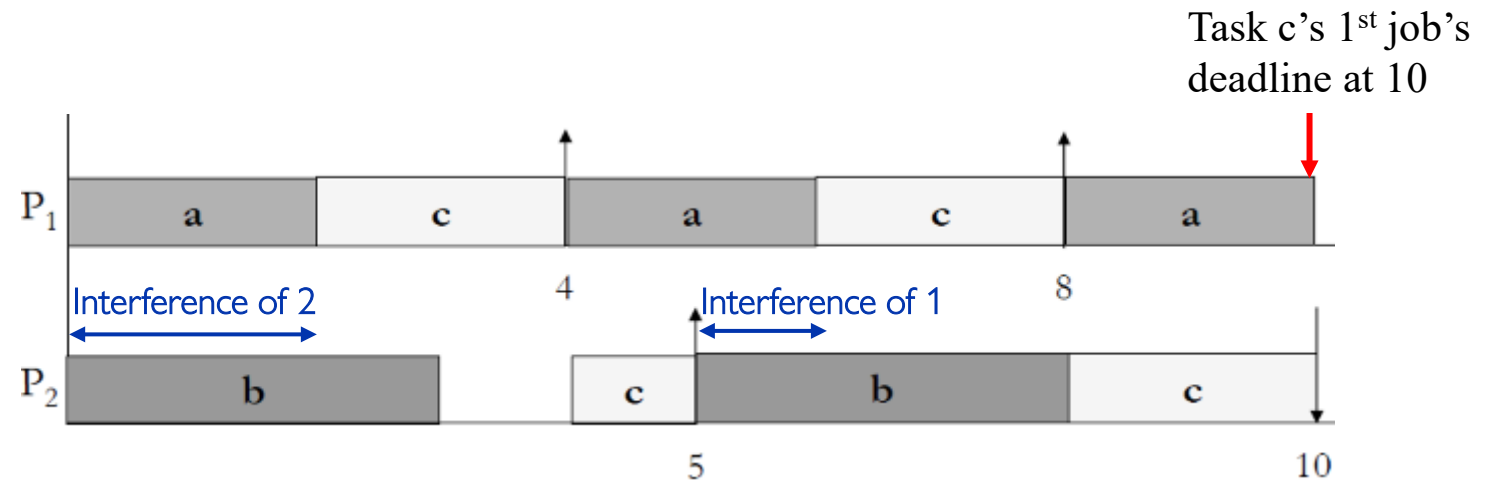 Task c’s 1st job’s
deadline at 10
P1 a c a c a
4 8
Interference of 2 Interference of 1
P2 b c b c
5 10